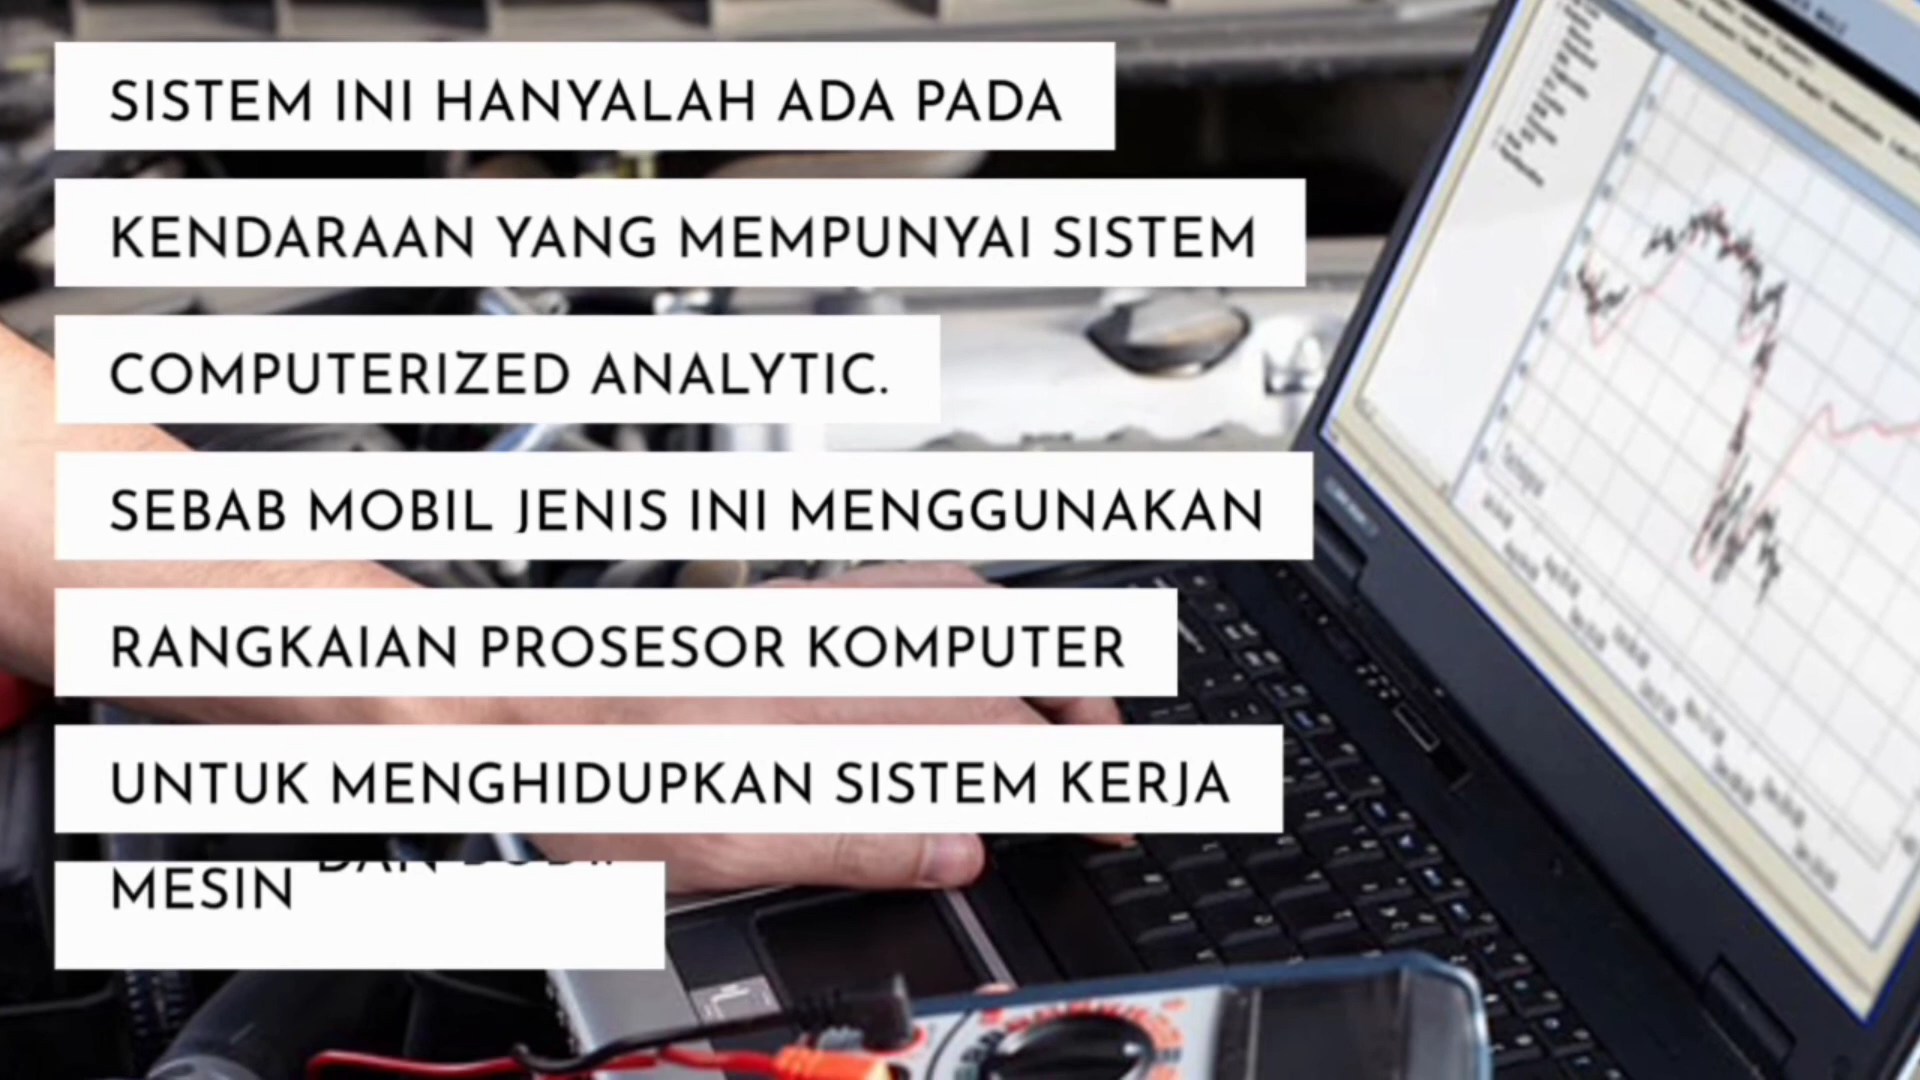 SISTEM INI HANYALAH ADA PADA
KENDARAAN YANG MEMPUNYAI SISTEM
COMPUTERIZED ANALYTIC.
SEBAB MOBIL JENIS INI MENGGUNAKAN
RANGKAIAN PROSESOR KOMPUTER
UNTUK MENGHIDUPKAN SISTEM KERJA
MESIN DAN